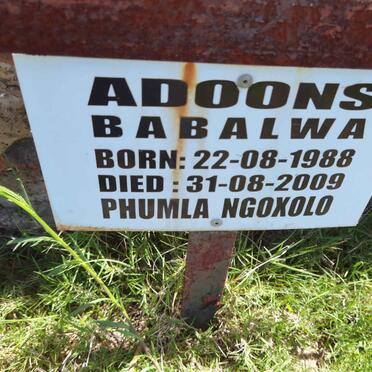 ADOONS
BABALWA
BORN: 22-08-1988
DIED : 31-08-2009
PHUMLA NGOXOLO